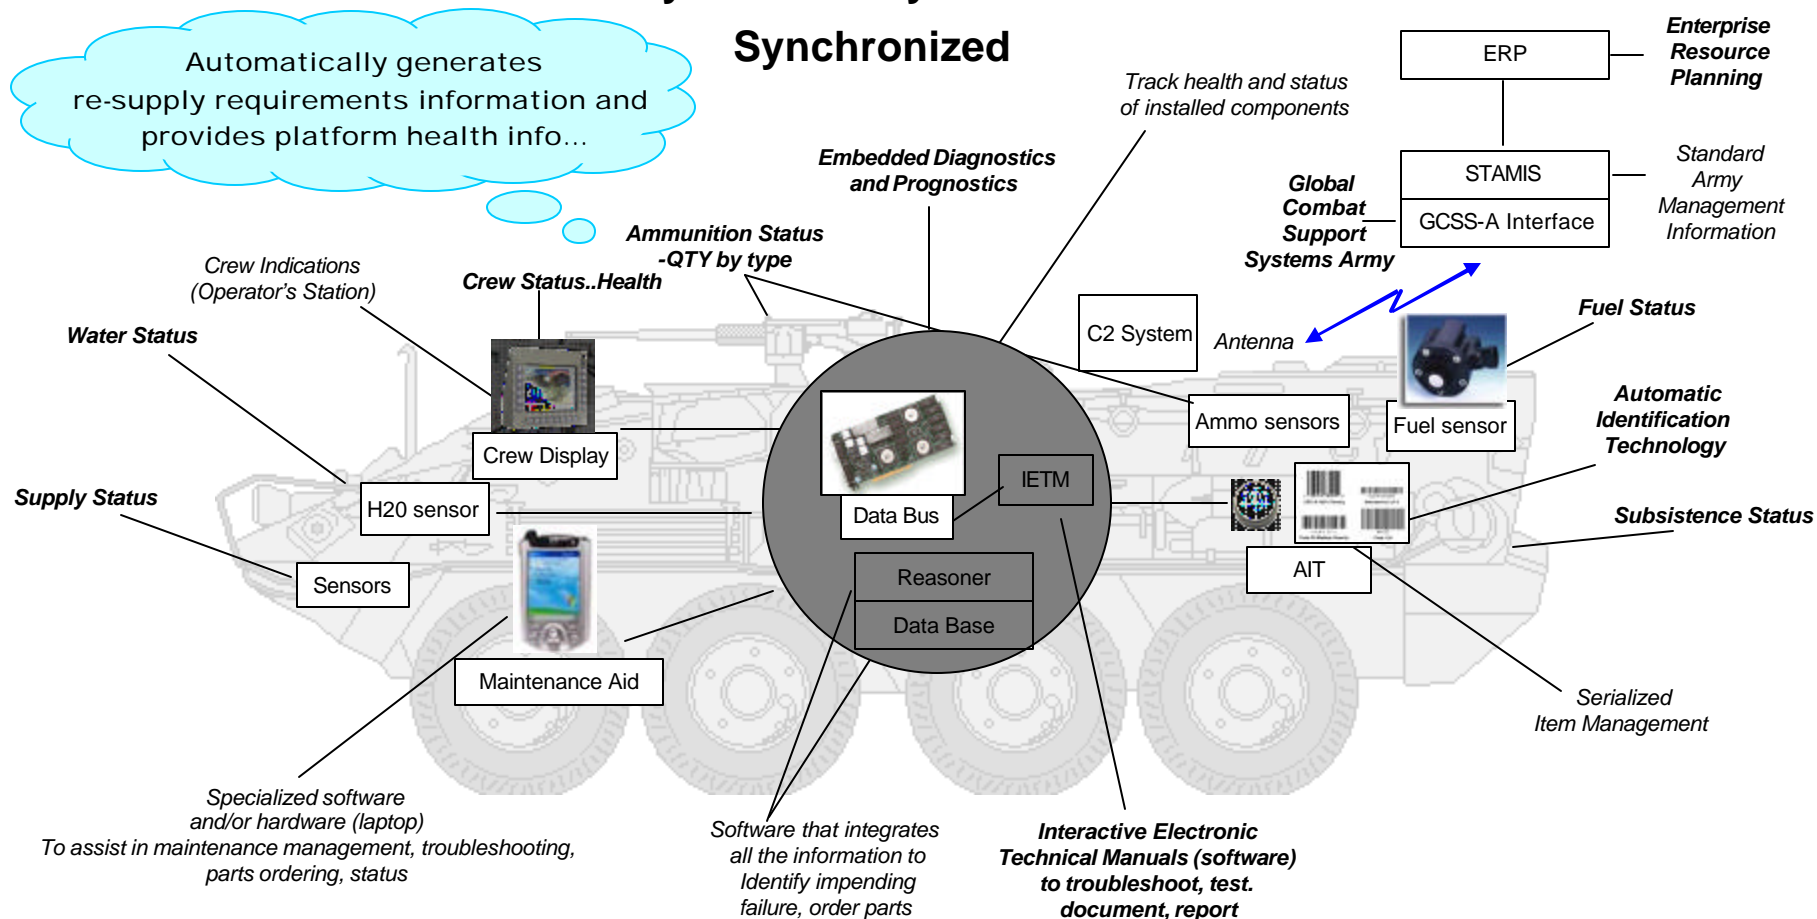 Synchronized
Automatically generates
re-supply requirements information and
provides platform health info...
Track health and status
of installed components
ERP
Enterprise
Resource
Planning
Embedded Diagnostics
and Prognostics
STAMIS
GCSS-A Interface
Standard
Army
Management
Information
Global
Combat
Support
Systems Army
Ammunition Status
-QTY by type
Crew Indications
(Operator's Station)
Crew Status..Health
Water Status
C2 System
Antenna
Fuel Status
Crew Display
Ammo sensors
Fuel sensor
Automatic
Identification
Technology
Supply Status
H20 sensor
Data Bus
IETM
Subsistence Status
Sensors
Reasoner
Data Base
AIT
Maintenance Aid
Serialized
Item Management
Specialized software
and/or hardware (laptop)
To assist in maintenance management, troubleshooting,
parts ordering, status
Software that integrates
all the information to
Identify impending
failure, order parts
Interactive Electronic
Technical Manuals (software)
to troubleshoot, test.
document, report